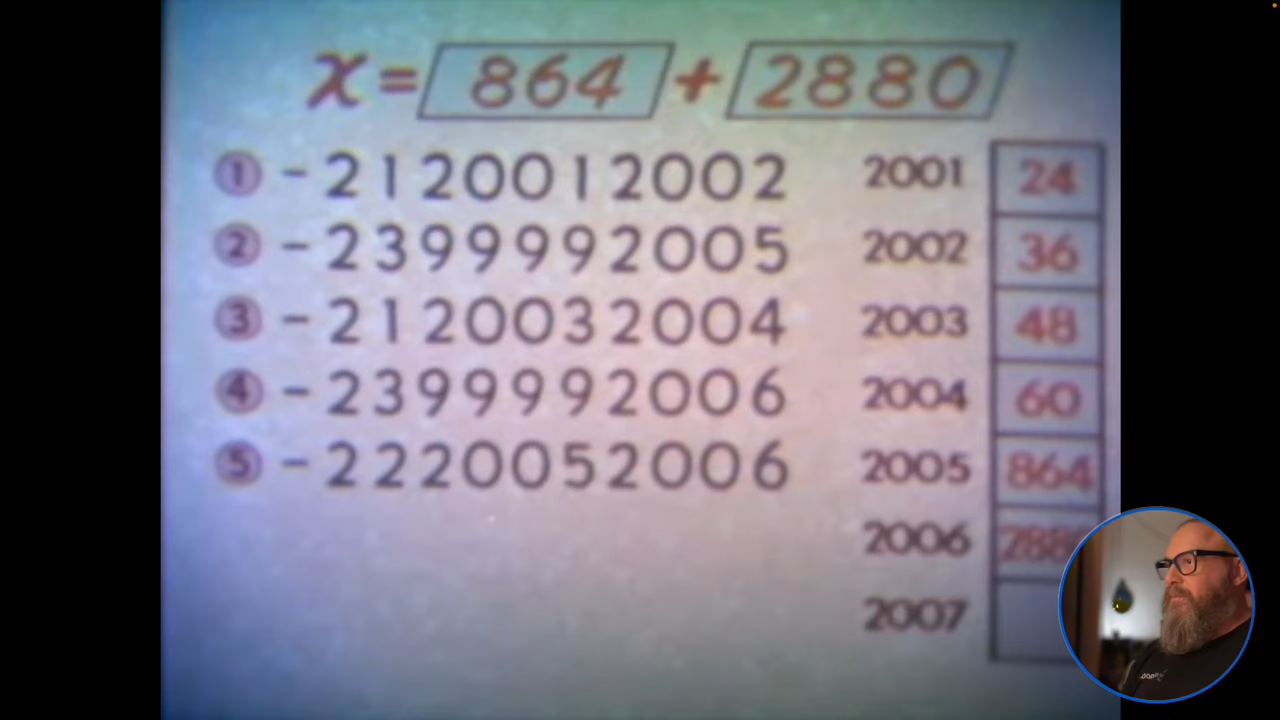 x = 864 + 2880
① - 2120012002 2001 24
② - 2399992005 2002 36
③ - 2120032004 2003 48
④ - 2399992006 2004 60
⑤ - 2220052006 2005 864
2006 288
2007